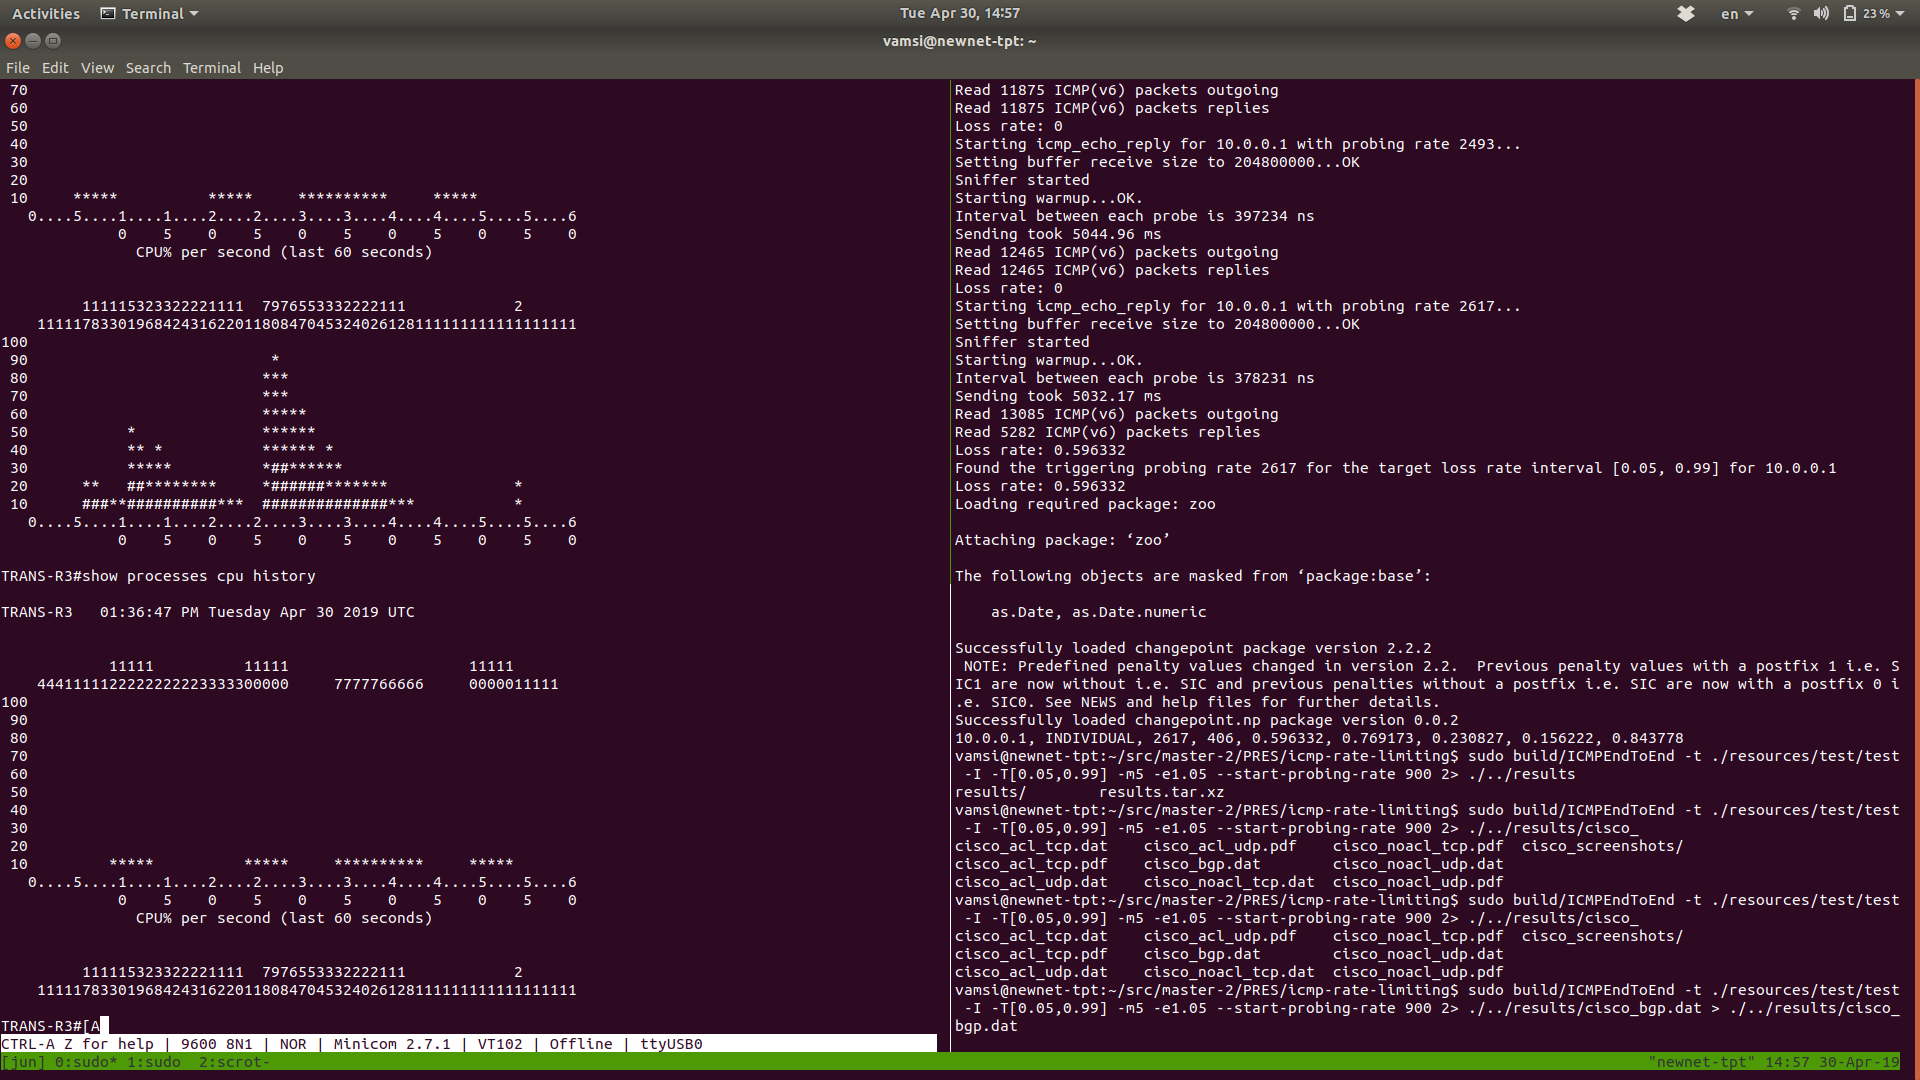 Activities Terminal Tue Apr 30, 14:57 en 23 %
vamsi@newnet-tpt: ~
File Edit View Search Terminal Help
 70
 60
 50
 40
 30
 20
 10     *****          *****     **********     *****
   0....5....1....1....2....2....3....3....4....4....5....5....6
             0    5    0    5    0    5    0    5    0    5    0
               CPU% per second (last 60 seconds)
         111115323322221111  7976553332222111            2
    111117833019684243162201180847045324026128111111111111111111
100
 90                           *
 80                          ***
 70                          ***
 60                          *****
 50           *              ******
 40           ** *           ****** *
 30           *****          *##******
 20      **   ##********     *######*******              *
 10      ###**##########***  ##############***           *
   0....5....1....1....2....2....3....3....4....4....5....5....6
             0    5    0    5    0    5    0    5    0    5    0
TRANS-R3#show processes cpu history
TRANS-R3   01:36:47 PM Tuesday Apr 30 2019 UTC
            11111          11111                    11111
    4441111122222222223333300000     7777766666     0000011111
100
 90
 80
 70
 60
 50
 40
 30
 20
 10         *****          *****     **********     *****
   0....5....1....1....2....2....3....3....4....4....5....5....6
             0    5    0    5    0    5    0    5    0    5    0
               CPU% per second (last 60 seconds)
         111115323322221111  7976553332222111            2
    111117833019684243162201180847045324026128111111111111111111
TRANS-R3#[A
CTRL-A Z for help | 9600 8N1 | NOR | Minicom 2.7.1 | VT102 | Offline | ttyUSB0
Read 11875 ICMP(v6) packets outgoing
Read 11875 ICMP(v6) packets replies
Loss rate: 0
Starting icmp_echo_reply for 10.0.0.1 with probing rate 2493...
Setting buffer receive size to 204800000...OK
Sniffer started
Starting warmup...OK.
Interval between each probe is 397234 ns
Sending took 5044.96 ms
Read 12465 ICMP(v6) packets outgoing
Read 12465 ICMP(v6) packets replies
Loss rate: 0
Starting icmp_echo_reply for 10.0.0.1 with probing rate 2617...
Setting buffer receive size to 204800000...OK
Sniffer started
Starting warmup...OK.
Interval between each probe is 378231 ns
Sending took 5032.17 ms
Read 13085 ICMP(v6) packets outgoing
Read 5282 ICMP(v6) packets replies
Loss rate: 0.596332
Found the triggering probing rate 2617 for the target loss rate interval [0.05, 0.99] for 10.0.0.1
Loss rate: 0.596332
Loading required package: zoo
Attaching package: ‘zoo’
The following objects are masked from ‘package:base’:
    as.Date, as.Date.numeric
Successfully loaded changepoint package version 2.2.2
 NOTE: Predefined penalty values changed in version 2.2.  Previous penalty values with a postfix 1 i.e. S
IC1 are now without i.e. SIC and previous penalties without a postfix i.e. SIC are now with a postfix 0 i
.e. SIC0. See NEWS and help files for further details.
Successfully loaded changepoint.np package version 0.0.2
10.0.0.1, INDIVIDUAL, 2617, 406, 0.596332, 0.769173, 0.230827, 0.156222, 0.843778
vamsi@newnet-tpt:~/src/master-2/PRES/icmp-rate-limiting$ sudo build/ICMPEndToEnd -t ./resources/test/test
 -I -T[0.05,0.99] -m5 -e1.05 --start-probing-rate 900 2> ./../results
results/        results.tar.xz
vamsi@newnet-tpt:~/src/master-2/PRES/icmp-rate-limiting$ sudo build/ICMPEndToEnd -t ./resources/test/test
 -I -T[0.05,0.99] -m5 -e1.05 --start-probing-rate 900 2> ./../results/cisco_
cisco_acl_tcp.dat    cisco_acl_udp.pdf    cisco_noacl_tcp.pdf  cisco_screenshots/
cisco_acl_tcp.pdf    cisco_bgp.dat        cisco_noacl_udp.dat
cisco_acl_udp.dat    cisco_noacl_tcp.dat  cisco_noacl_udp.pdf
vamsi@newnet-tpt:~/src/master-2/PRES/icmp-rate-limiting$ sudo build/ICMPEndToEnd -t ./resources/test/test
 -I -T[0.05,0.99] -m5 -e1.05 --start-probing-rate 900 2> ./../results/cisco_
cisco_acl_tcp.dat    cisco_acl_udp.pdf    cisco_noacl_tcp.pdf  cisco_screenshots/
cisco_acl_tcp.pdf    cisco_bgp.dat        cisco_noacl_udp.dat
cisco_acl_udp.dat    cisco_noacl_tcp.dat  cisco_noacl_udp.pdf
vamsi@newnet-tpt:~/src/master-2/PRES/icmp-rate-limiting$ sudo build/ICMPEndToEnd -t ./resources/test/test
 -I -T[0.05,0.99] -m5 -e1.05 --start-probing-rate 900 2> ./../results/cisco_bgp.dat > ./../results/cisco_
bgp.dat
[jun] 0:sudo* 1:sudo  2:scrot- "newnet-tpt" 14:57 30-Apr-19